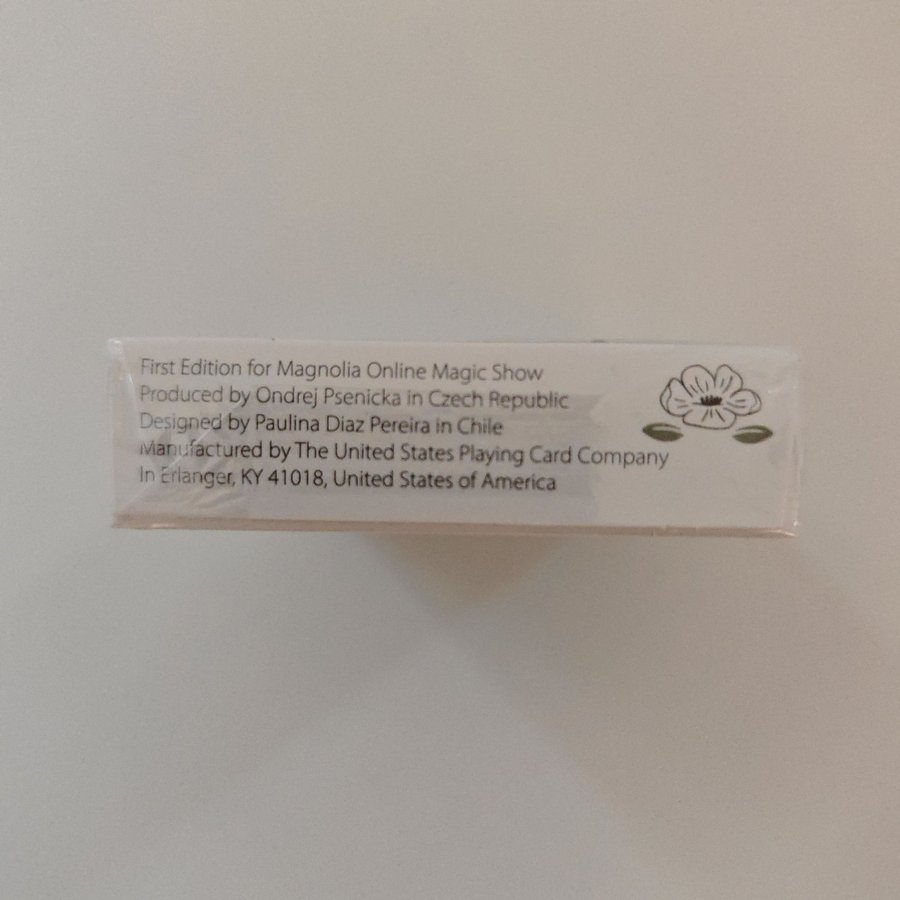 First Edition for Magnolia Online Magic Show
Produced by Ondrej Psenicka in Czech Republic
Designed by Paulina Diaz Pereira in Chile
Manufactured by The United States Playing Card Company
In Erlanger, KY 41018, United States of America